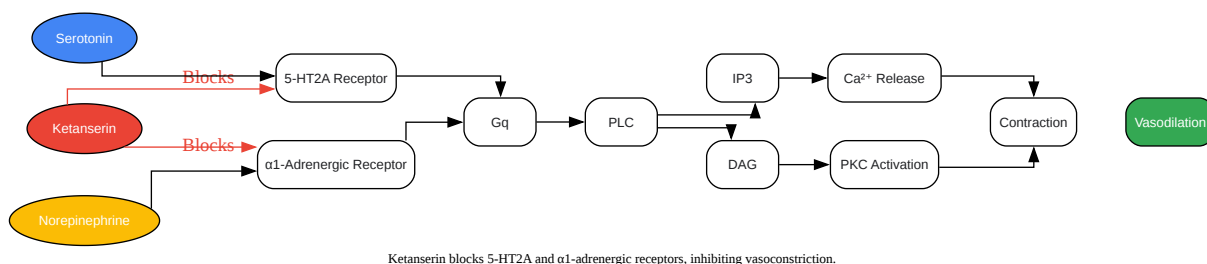 Serotonin
Blocks
5-HT2A Receptor
IP3
Ca²⁺ Release
Ketanserin
Gq
PLC
Contraction
Vasodilation
Blocks
α1-Adrenergic Receptor
DAG
PKC Activation
Norepinephrine
Ketanserin blocks 5-HT2A and α1-adrenergic receptors, inhibiting vasoconstriction.